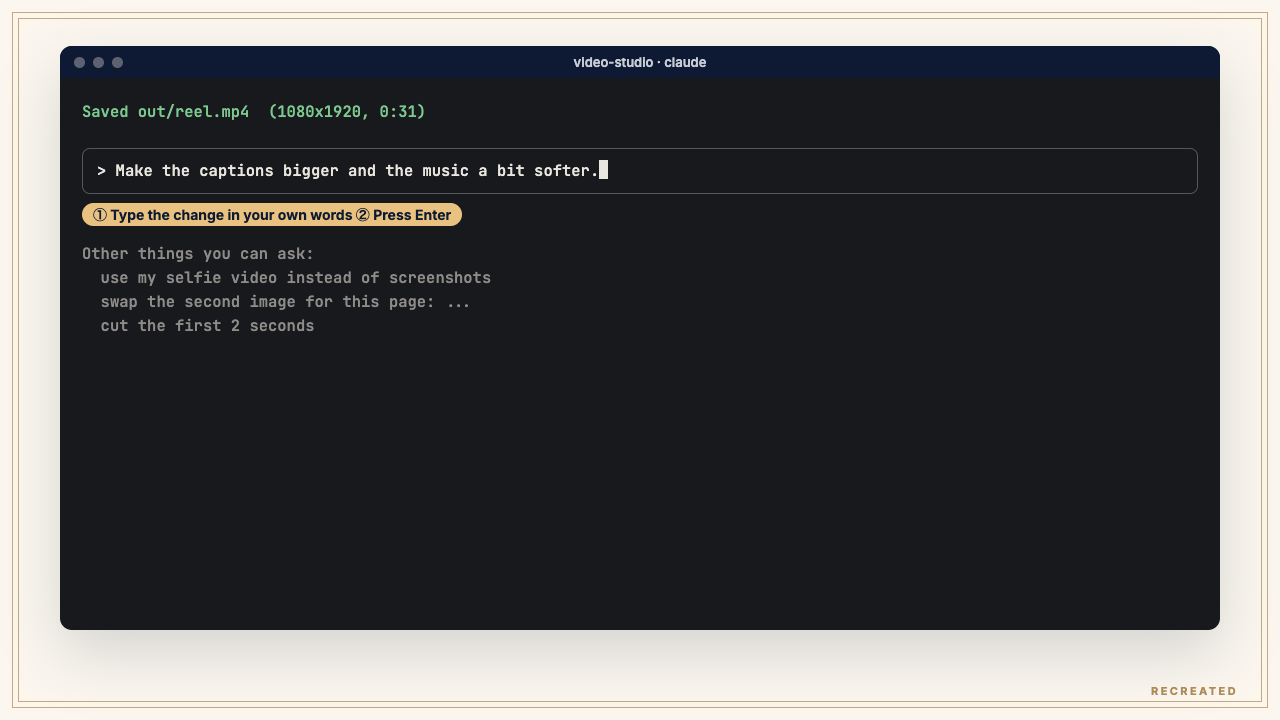 video-studio · claude
Saved out/reel.mp4  (1080x1920, 0:31)
> Make the captions bigger and the music a bit softer.
① Type the change in your own words ② Press Enter
Other things you can ask:
use my selfie video instead of screenshots
swap the second image for this page: ...
cut the first 2 seconds
RECREATED